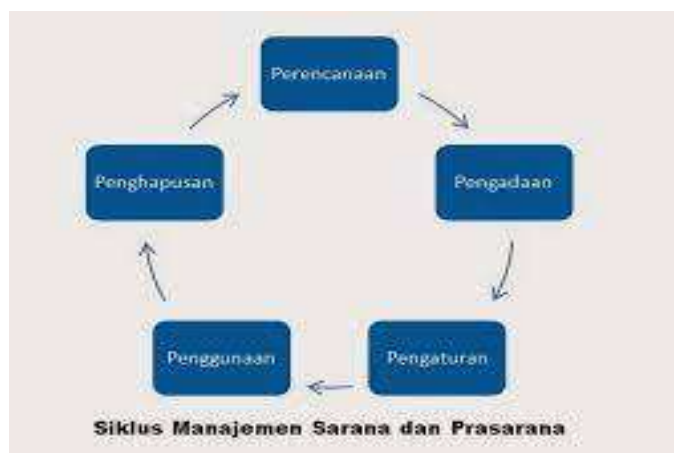 Perencanaan
Pengadaan
Pengaturan
Penggunaan
Penghapusan
Siklus Manajemen Sarana dan Prasarana